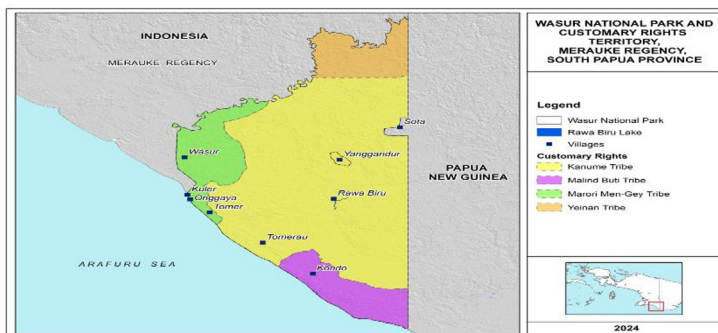 INDONESIA
MERAUKE REGENCY
Sota
Wasur
Yanggandur
PAPUA
NEW GUINEA
Kuler
Onggaya
Tomer
Rawa Biru
Tomerau
ARAFURU SEA
Kondo
WASUR NATIONAL PARK AND
CUSTOMARY RIGHTS
TERRITORY,
MERAUKE REGENCY,
SOUTH PAPUA PROVINCE
Legend
Wasur National Park
Rawa Biru Lake
Villages
Customary Rights
Kanume Tribe
Malind Buti Tribe
Marori Men-Gey Tribe
Yeinan Tribe
2024